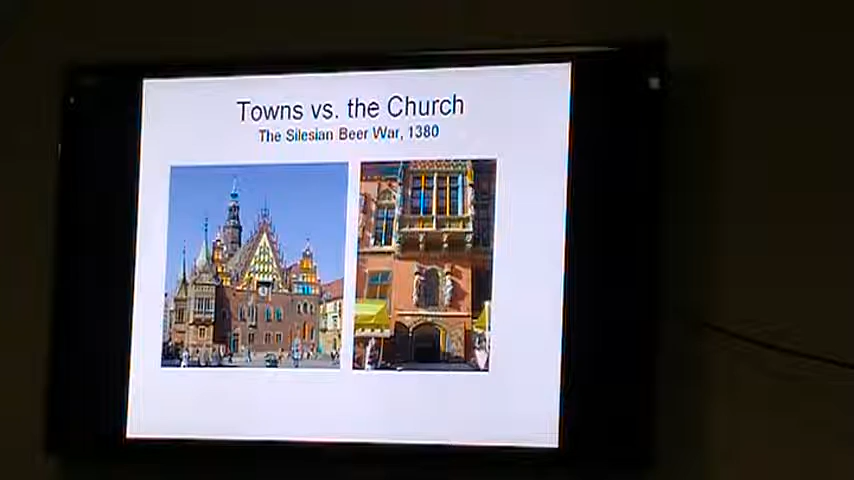 Towns vs. the Church
The Silesian Beer War, 1380